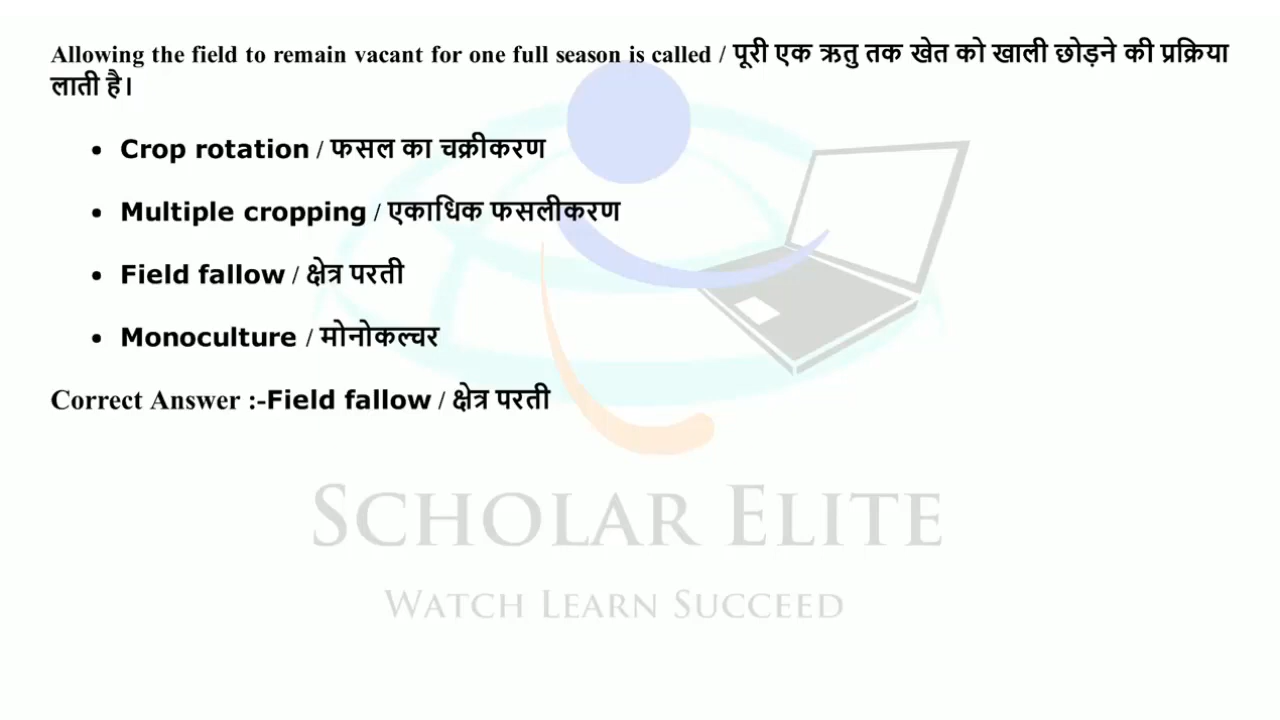 Allowing the field to remain vacant for one full season is called / पूरी एक ऋतु तक खेत को खाली छोड़ने की प्रक्रिया
लाती है।
• Crop rotation / फसल का चक्रीकरण
• Multiple cropping / एकाधिक फसलीकरण
• Field fallow / क्षेत्र परती
• Monoculture / मोनोकल्चर
Correct Answer :-Field fallow / क्षेत्र परती
SCHOLAR ELITE
WATCH LEARN SUCCEED